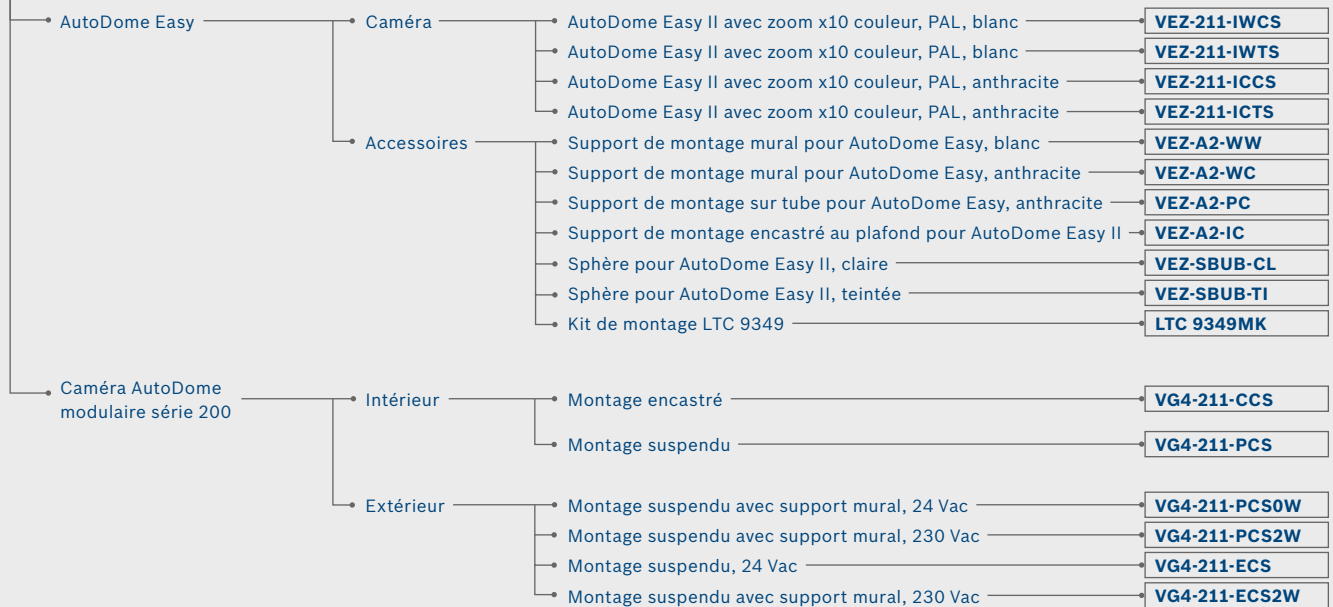 AutoDome Easy
Caméra
AutoDome Easy II avec zoom x10 couleur, PAL, blanc VEZ-211-IWCS
AutoDome Easy II avec zoom x10 couleur, PAL, blanc VEZ-211-IWTS
AutoDome Easy II avec zoom x10 couleur, PAL, anthracite VEZ-211-ICCS
AutoDome Easy II avec zoom x10 couleur, PAL, anthracite VEZ-211-ICTS
Accessoires
Support de montage mural pour AutoDome Easy, blanc VEZ-A2-WW
Support de montage mural pour AutoDome Easy, anthracite VEZ-A2-WC
Support de montage sur tube pour AutoDome Easy, anthracite VEZ-A2-PC
Support de montage encastré au plafond pour AutoDome Easy II VEZ-A2-IC
Sphère pour AutoDome Easy II, claire VEZ-SBUB-CL
Sphère pour AutoDome Easy II, teintée VEZ-SBUB-TI
Kit de montage LTC 9349 LTC 9349MK
Caméra AutoDome
modulaire série 200
Intérieur
Montage encastré VG4-211-CCS
Montage suspendu VG4-211-PCS
Extérieur
Montage suspendu avec support mural, 24 Vac VG4-211-PCS0W
Montage suspendu avec support mural, 230 Vac VG4-211-PCS2W
Montage suspendu, 24 Vac VG4-211-ECS
Montage suspendu avec support mural, 230 Vac VG4-211-ECS2W